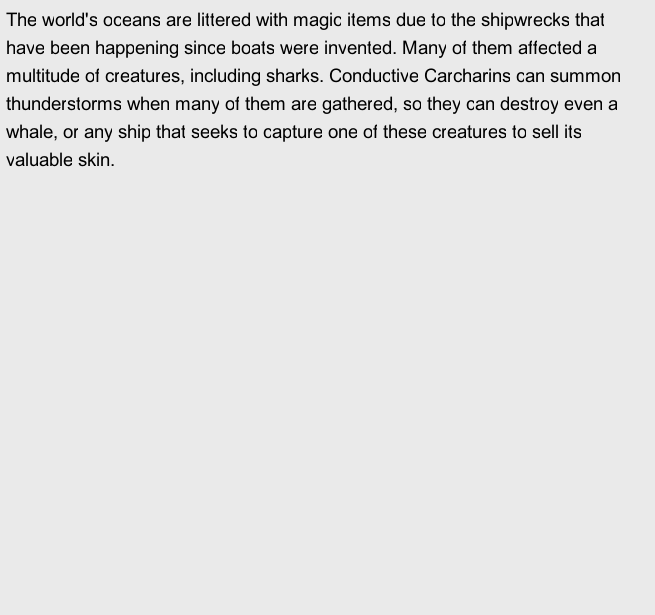 The world's oceans are littered with magic items due to the shipwrecks that
have been happening since boats were invented. Many of them affected a
multitude of creatures, including sharks. Conductive Carcharins can summon
thunderstorms when many of them are gathered, so they can destroy even a
whale, or any ship that seeks to capture one of these creatures to sell its
valuable skin.